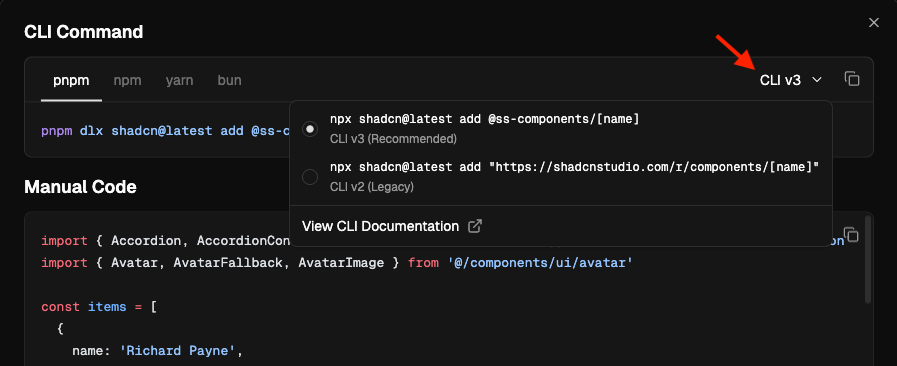 CLI Command
pnpm npm yarn bun CLI v3
pnpm dlx shadcn@latest add @ss-c
npx shadcn@latest add @ss-components/[name]
CLI v3 (Recommended)
npx shadcn@latest add "https://shadcnstudio.com/r/components/[name]"
CLI v2 (Legacy)
View CLI Documentation
Manual Code
import { Accordion, AccordionCon
on
import { Avatar, AvatarFallback, AvatarImage } from '@/components/ui/avatar'
const items = [
{
name: 'Richard Payne',